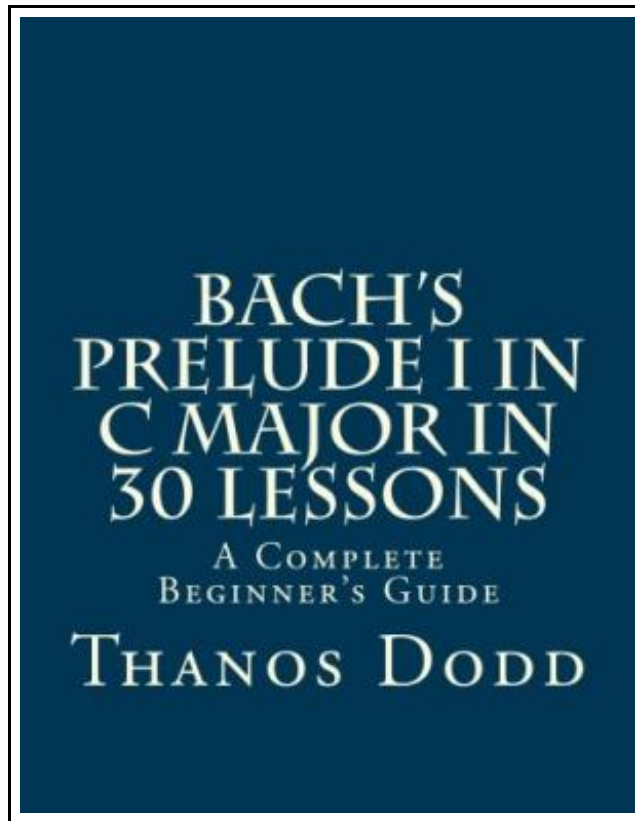 BACH'S
PRELUDE I IN
C MAJOR IN
30 LESSONS
A COMPLETE
BEGINNER'S GUIDE
THANOS DODD